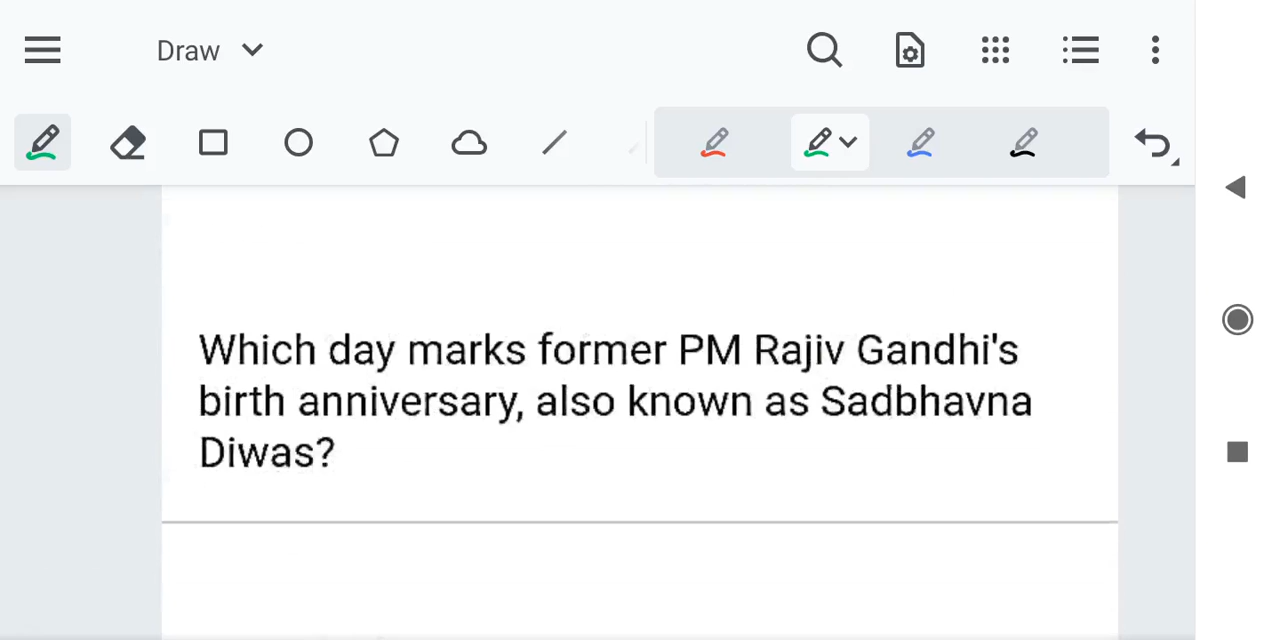 Draw
Which day marks former PM Rajiv Gandhi's
birth anniversary, also known as Sadbhavna
Diwas?